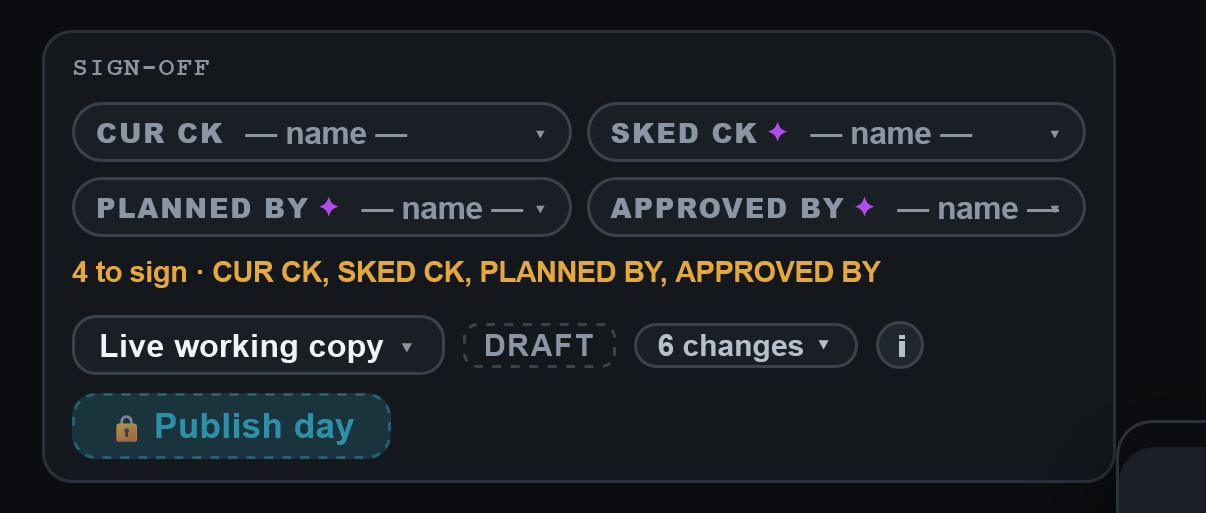 SIGN-OFF
CUR CK — name — ▾ SKED CK ✦ — name — ▾
PLANNED BY ✦ — name — ▾ APPROVED BY ✦ — name — ▾
4 to sign · CUR CK, SKED CK, PLANNED BY, APPROVED BY
Live working copy ▾ DRAFT 6 changes ▾ i
🔒 Publish day